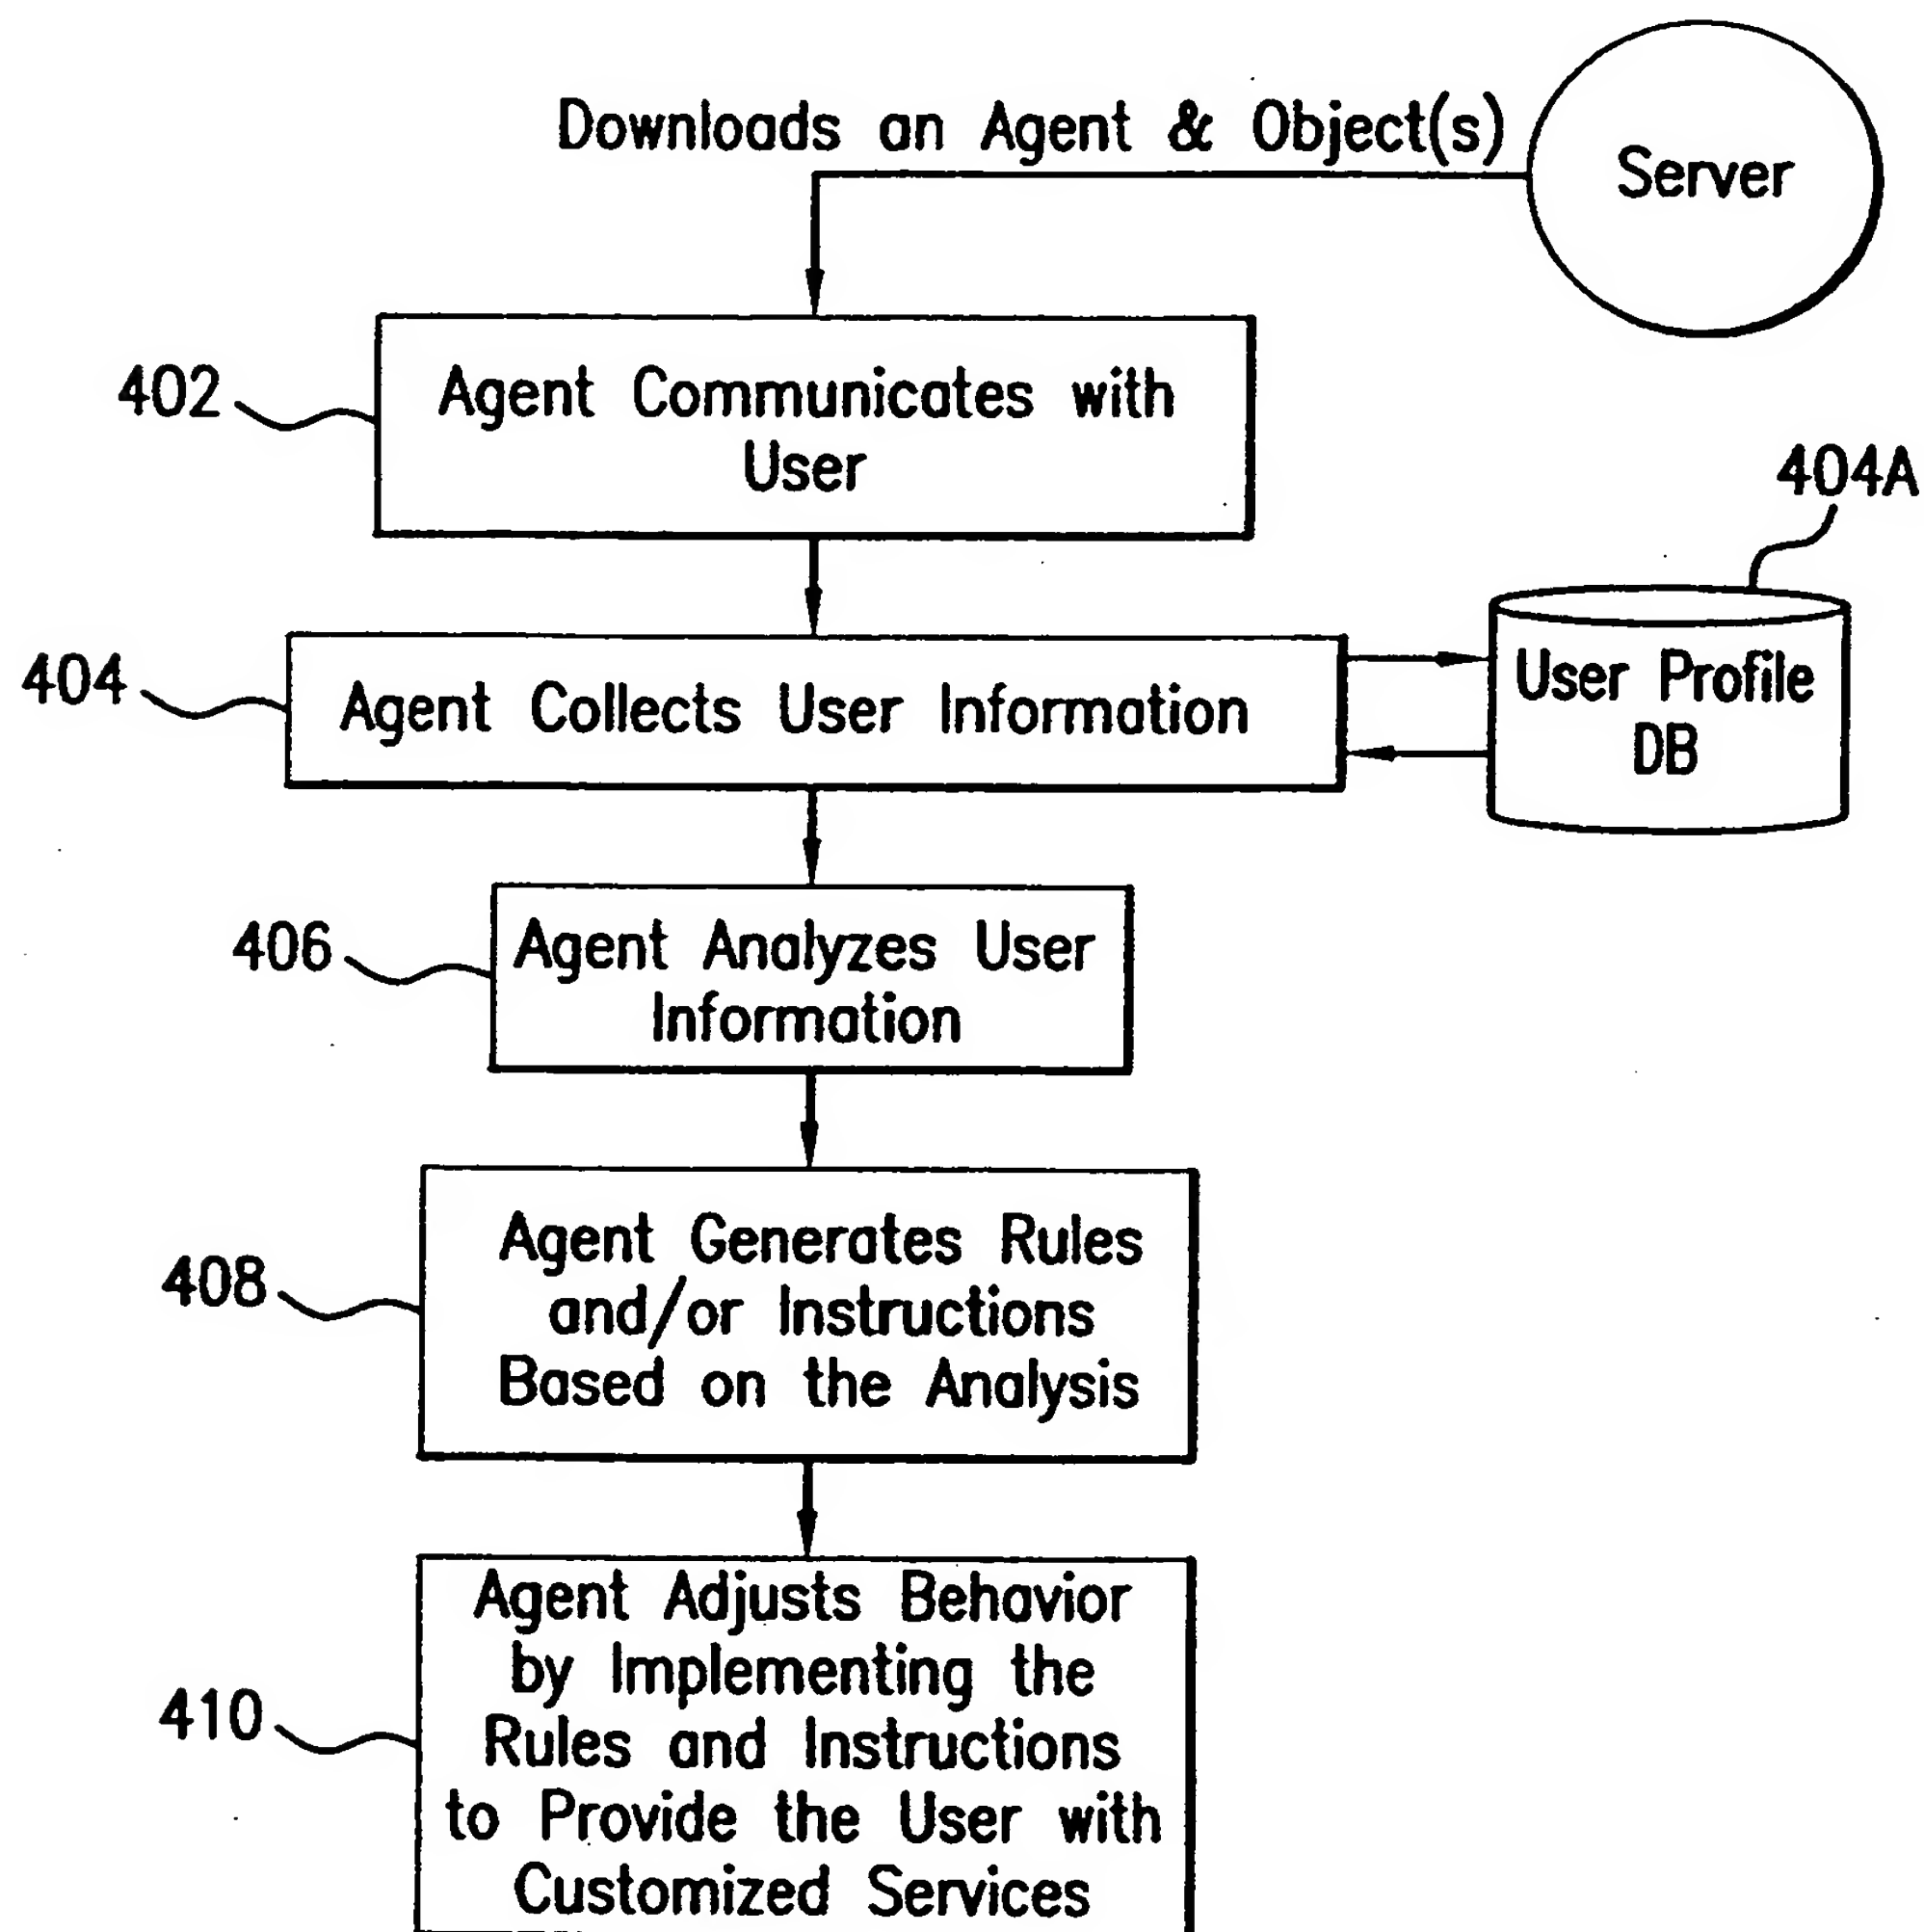 Downloads an Agent & Object(s)
Server
402
Agent Communicates with
User
404A
404
Agent Collects User Information
User Profile
DB
406
Agent Analyzes User
Information
408
Agent Generates Rules
and/or Instructions
Based on the Analysis
410
Agent Adjusts Behavior
by Implementing the
Rules and Instructions
to Provide the User with
Customized Services